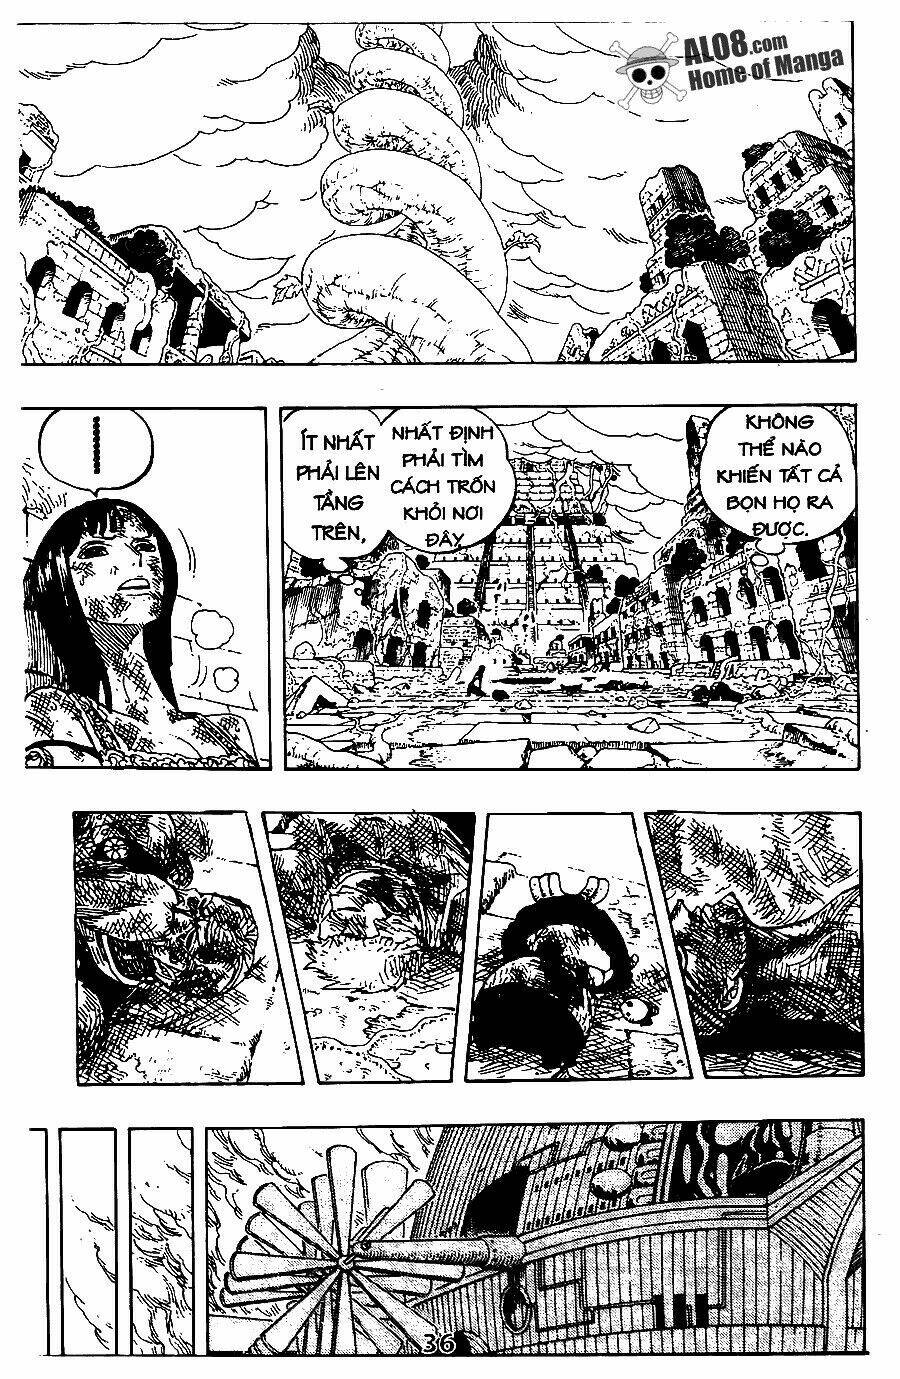 AL08.com
Home of Manga
KHÔNG
THỂ NÀO
KHIẾN TẤT CẢ
BỌN HỌ RA
ĐƯỢC.
NHẤT ĐỊNH
PHẢI TÌM
CÁCH TRỐN
KHỎI NƠI
ĐÂY
ÍT NHẤT
PHẢI LÊN
TẦNG
TRÊN,
36